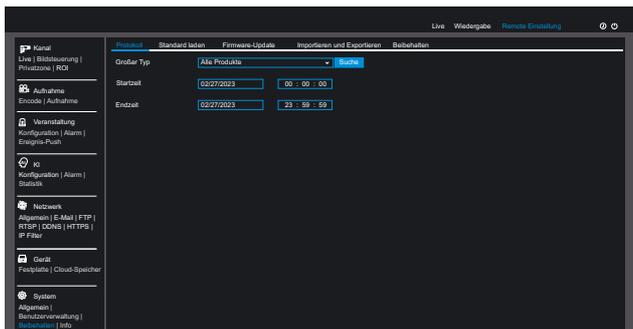 Live Wiedergabe Remote Einstellung
Kanal
Live | Bildsteuerung |
Privatzone | ROI
Aufnahme
Encode | Aufnahme
Veranstaltung
Konfiguration | Alarm |
Ereignis-Push
KI
Konfiguration | Alarm |
Statistik
Netzwerk
Allgemein | E-Mail | FTP |
RTSP | DDNS | HTTPS |
IP Filter
Gerät
Festplatte | Cloud-Speicher
System
Allgemein |
Benutzerverwaltung |
Beibehalten | Info
Protokoll Standard laden Firmware-Update Importieren und Exportieren Beibehalten
Großer Typ Alle Produkte Suche
Startzeit 02/27/2023 00 : 00 : 00
Endzeit 02/27/2023 23 : 59 : 59